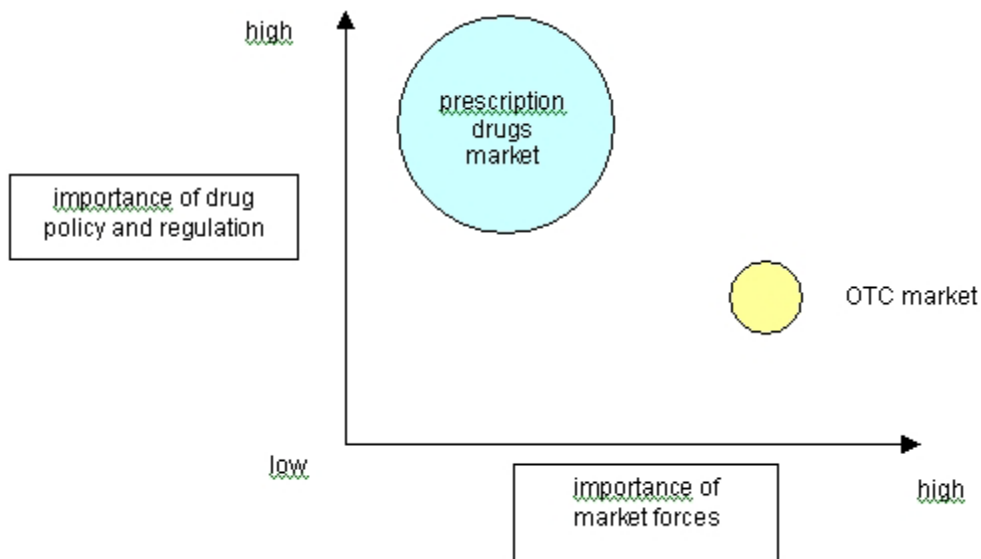 high
prescription
drugs
market
importance of drug
policy and regulation
OTC market
low
high
importance of
market forces